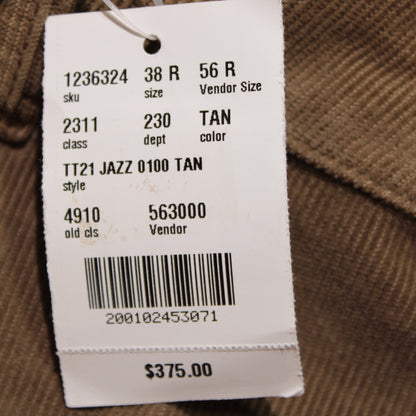 1236324 38 R 56 R
sku size Vendor Size
2311 230 TAN
class dept color
TT21 JAZZ 0100 TAN
style
4910 563000
old cls Vendor
200102453071
$375.00